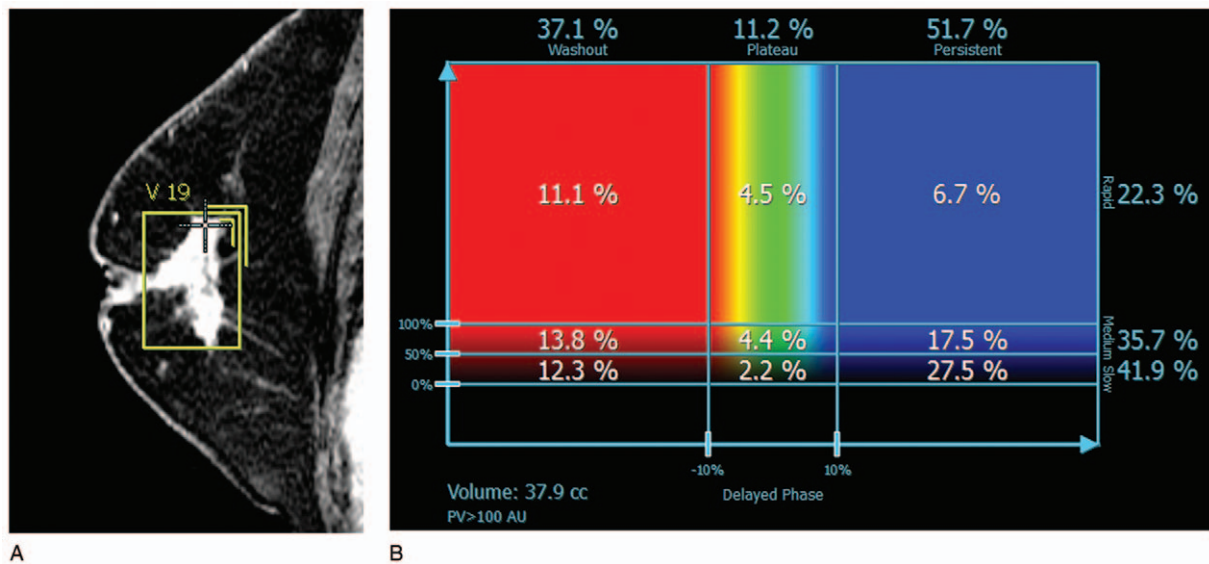 V 19
A
37.1 % 11.2 % 51.7 %
Washout Plateau Persistent
11.1 % 4.5 % 6.7 % Rapid 22.3 %
100%
13.8 % 4.4 % 17.5 % Medium 35.7 %
50%
12.3 % 2.2 % 27.5 % Slow 41.9 %
0%
-10% 10%
Volume: 37.9 cc Delayed Phase
PV>100 AU
B